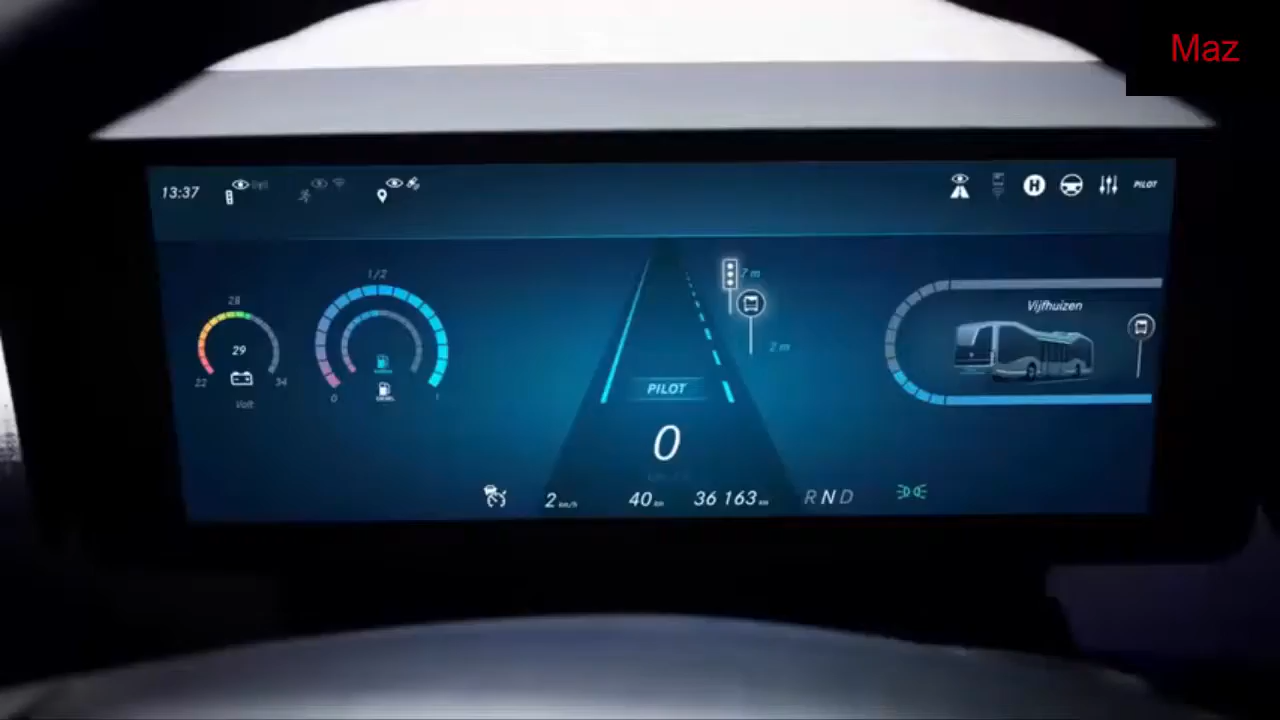 Maz
13:37
PILOT
H
1/2
7 m
28
Vijfhuizen
29
2 m
22
34
PILOT
0
1
Volt
DIESEL
0
2 km/h
40 km
36 163 km
R N D